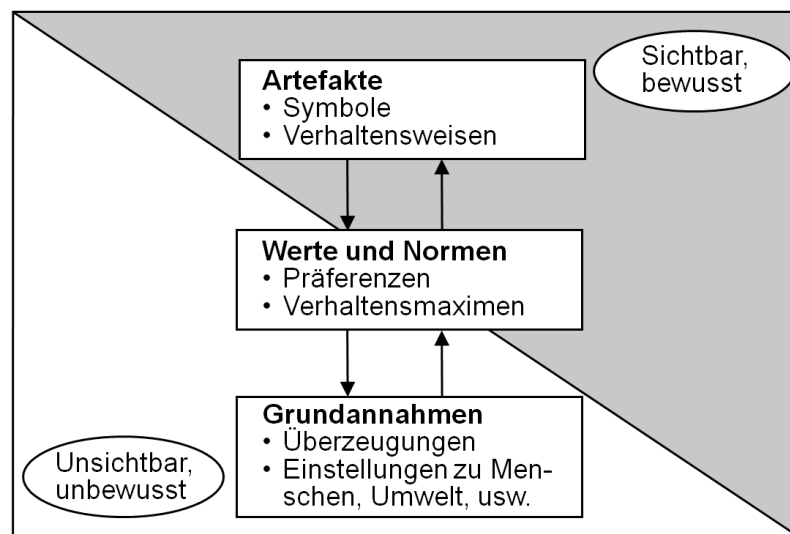 Sichtbar,
bewusst
Artefakte
• Symbole
• Verhaltensweisen
Werte und Normen
• Präferenzen
• Verhaltensmaximen
Grundannahmen
• Überzeugungen
• Einstellungen zu Men-
schen, Umwelt, usw.
Unsichtbar,
unbewusst